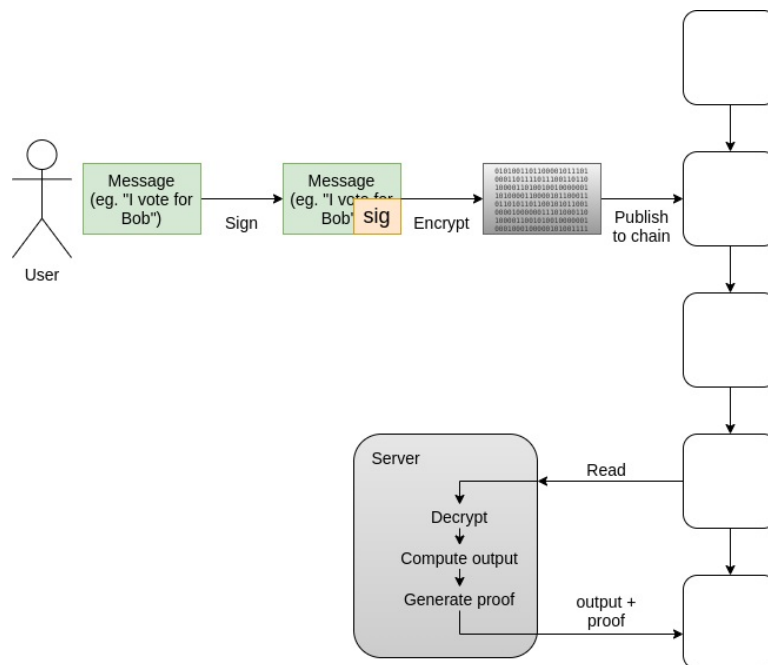 Message
(eg. "I vote for
Bob")
Sign
Message
(eg. "I vote for
Bob"
sig
Encrypt
Publish
to chain
User
Server
Read
Decrypt
Compute output
Generate proof
output +
proof